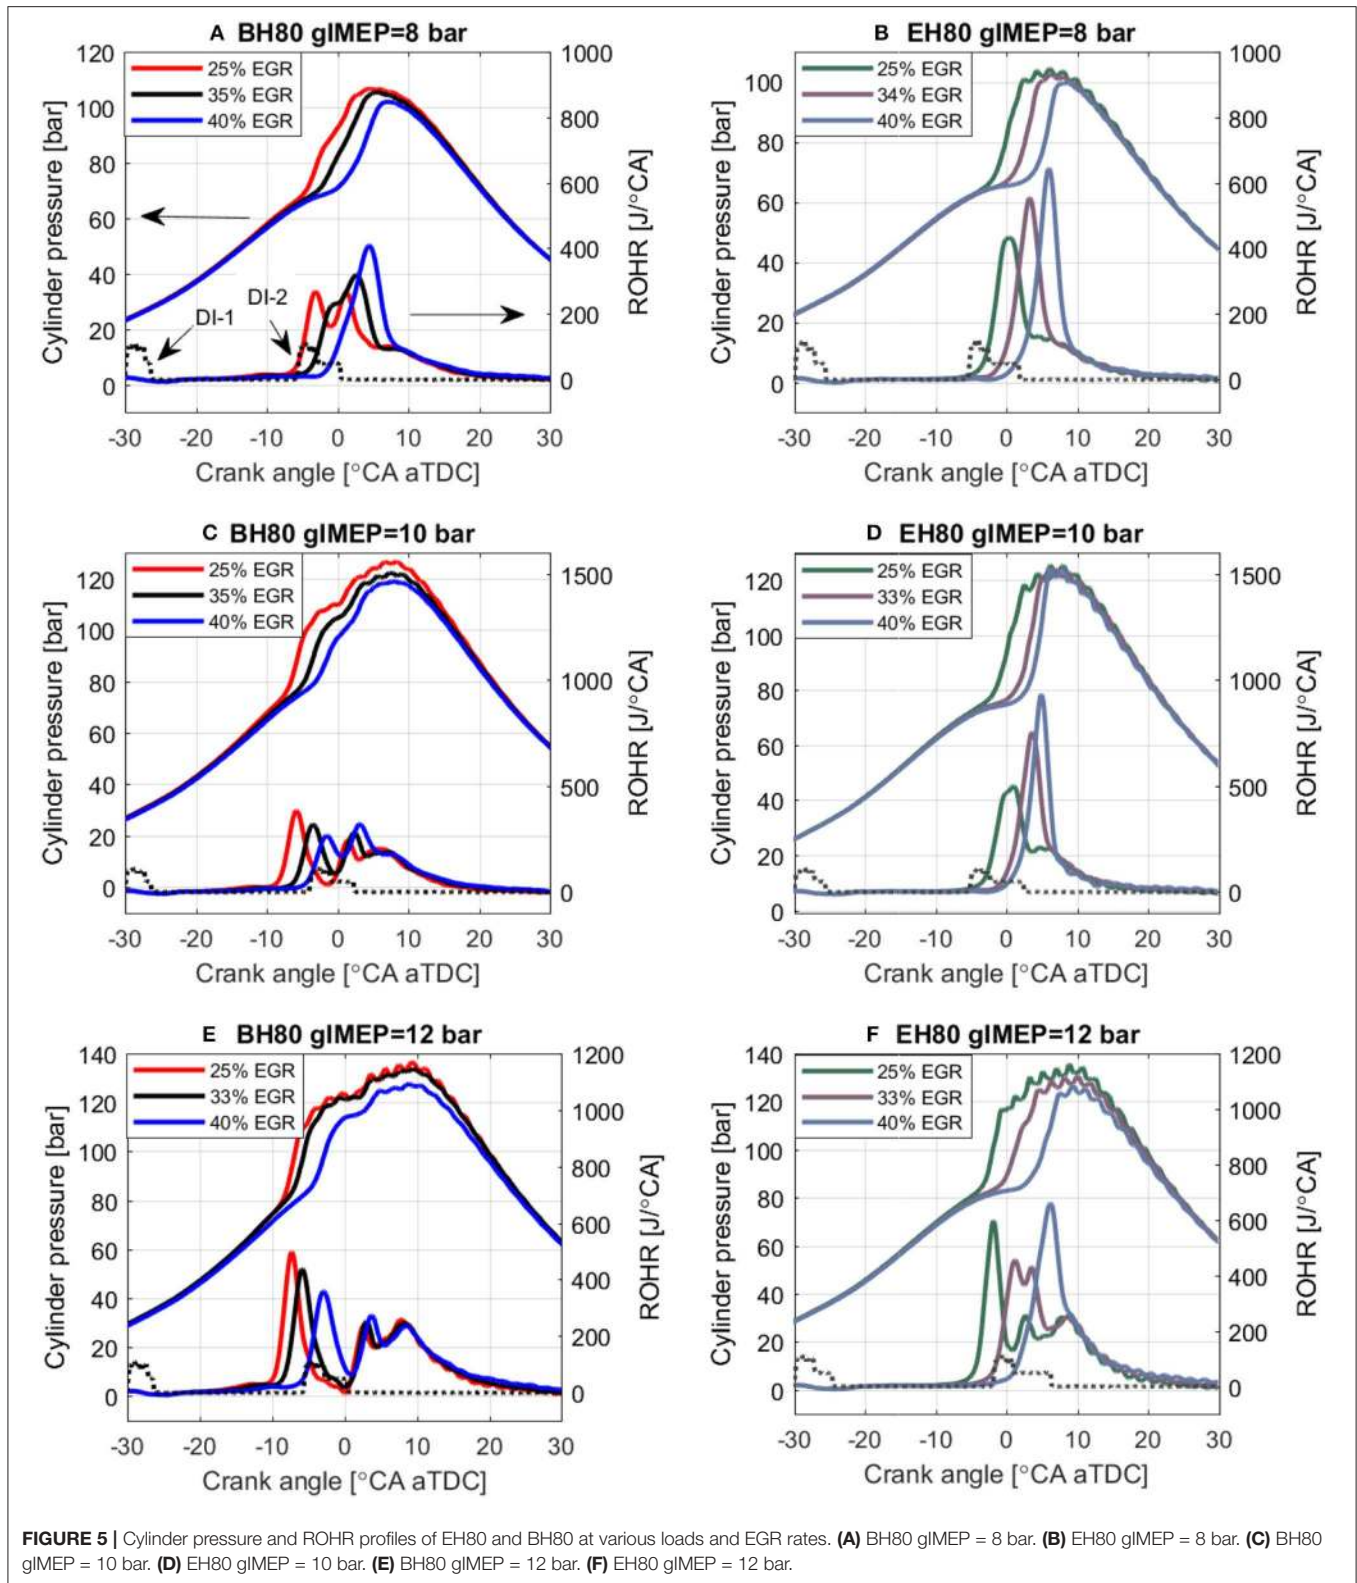 A BH80 gIMEP=8 bar
120
100
80
60
40
20
0
Cylinder pressure [bar]
25% EGR
35% EGR
40% EGR
DI-1
DI-2
1000
800
600
400
200
0
ROHR [J/°CA]
-30 -20 -10 0 10 20 30
Crank angle [°CA aTDC]
B EH80 gIMEP=8 bar
100
80
60
40
20
0
Cylinder pressure [bar]
25% EGR
34% EGR
40% EGR
1000
800
600
400
200
0
ROHR [J/°CA]
-30 -20 -10 0 10 20 30
Crank angle [°CA aTDC]
C BH80 gIMEP=10 bar
120
100
80
60
40
20
0
Cylinder pressure [bar]
25% EGR
35% EGR
40% EGR
1500
1000
500
0
ROHR [J/°CA]
-30 -20 -10 0 10 20 30
Crank angle [°CA aTDC]
D EH80 gIMEP=10 bar
120
100
80
60
40
20
0
Cylinder pressure [bar]
25% EGR
33% EGR
40% EGR
1500
1000
500
0
ROHR [J/°CA]
-30 -20 -10 0 10 20 30
Crank angle [°CA aTDC]
E BH80 gIMEP=12 bar
140
120
100
80
60
40
20
0
Cylinder pressure [bar]
25% EGR
33% EGR
40% EGR
1200
1000
800
600
400
200
0
ROHR [J/°CA]
-30 -20 -10 0 10 20 30
Crank angle [°CA aTDC]
F EH80 gIMEP=12 bar
140
120
100
80
60
40
20
0
Cylinder pressure [bar]
25% EGR
33% EGR
40% EGR
1200
1000
800
600
400
200
0
ROHR [J/°CA]
-30 -20 -10 0 10 20 30
Crank angle [°CA aTDC]
FIGURE 5 | Cylinder pressure and ROHR profiles of EH80 and BH80 at various loads and EGR rates. (A) BH80 gIMEP = 8 bar. (B) EH80 gIMEP = 8 bar. (C) BH80
gIMEP = 10 bar. (D) EH80 gIMEP = 10 bar. (E) BH80 gIMEP = 12 bar. (F) EH80 gIMEP = 12 bar.